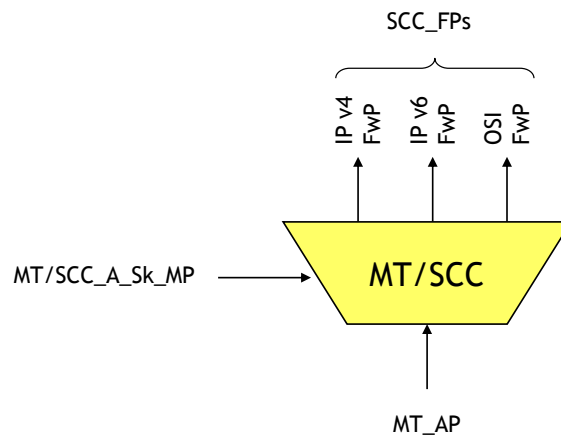 SCC_FPs
IP v4
FwP
IP v6
FwP
OSI
FwP
MT/SCC_A_Sk_MP
MT/SCC
MT_AP